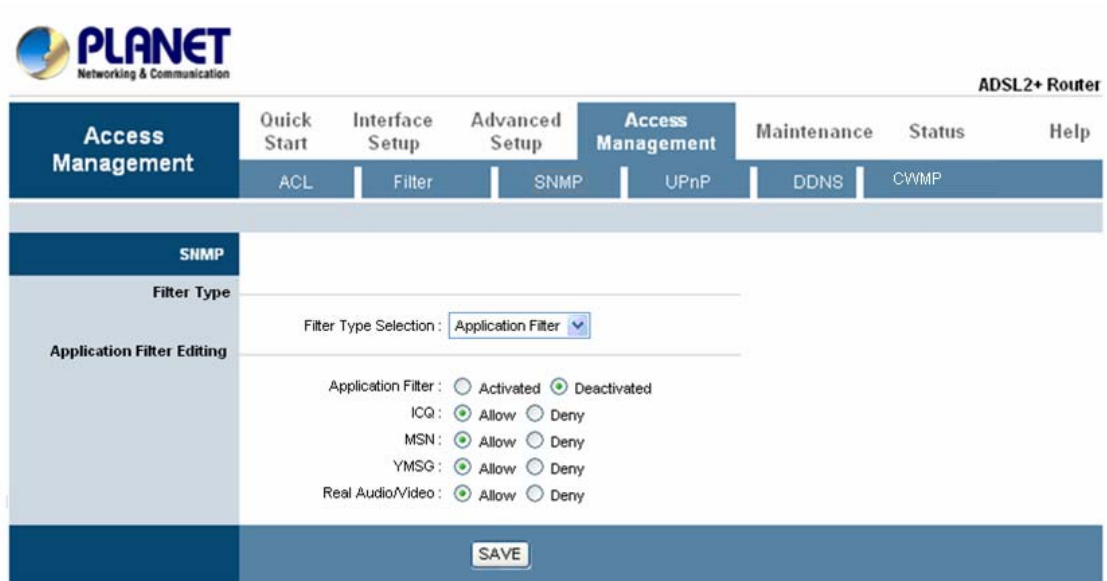 PLANET
Networking & Communication
ADSL2+ Router
Access Management
Quick Start
Interface Setup
Advanced Setup
Access Management
Maintenance
Status
Help
ACL
Filter
SNMP
UPnP
DDNS
CWMP
SNMP
Filter Type
Filter Type Selection : Application Filter
Application Filter Editing
Application Filter : Activated Deactivated
ICQ : Allow Deny
MSN : Allow Deny
YMSG : Allow Deny
Real Audio/Video : Allow Deny
SAVE